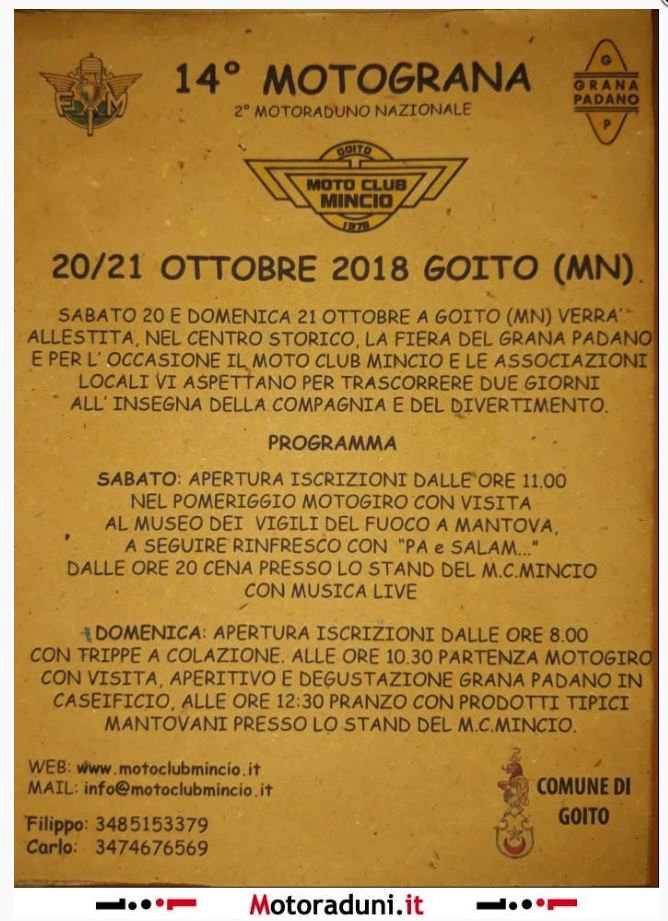 14° MOTOGRANA
2° MOTORADUNO NAZIONALE
F M
G
GRANA
PADANO
P
GOITO
MOTO CLUB
MINCIO
1978
20/21 OTTOBRE 2018 GOITO (MN).
SABATO 20 E DOMENICA 21 OTTOBRE A GOITO (MN) VERRA'
ALLESTITA, NEL CENTRO STORICO, LA FIERA DEL GRANA PADANO
E PER L' OCCASIONE IL MOTO CLUB MINCIO E LE ASSOCIAZIONI
LOCALI VI ASPETTANO PER TRASCORRERE DUE GIORNI
ALL' INSEGNA DELLA COMPAGNIA E DEL DIVERTIMENTO.
PROGRAMMA
SABATO: APERTURA ISCRIZIONI DALLE ORE 11.00
NEL POMERIGGIO MOTOGIRO CON VISITA
AL MUSEO DEI VIGILI DEL FUOCO A MANTOVA,
A SEGUIRE RINFRESCO CON "PA e SALAM..."
DALLE ORE 20 CENA PRESSO LO STAND DEL M.C.MINCIO
CON MUSICA LIVE
DOMENICA: APERTURA ISCRIZIONI DALLE ORE 8.00
CON TRIPPE A COLAZIONE. ALLE ORE 10.30 PARTENZA MOTOGIRO
CON VISITA, APERITIVO E DEGUSTAZIONE GRANA PADANO IN
CASEIFICIO, ALLE ORE 12:30 PRANZO CON PRODOTTI TIPICI
MANTOVANI PRESSO LO STAND DEL M.C.MINCIO.
WEB: www.motoclubmincio.it
MAIL: info@motoclubmincio.it
Filippo: 3485153379
Carlo: 3474676569
COMUNE DI
GOITO
Motoraduni.it